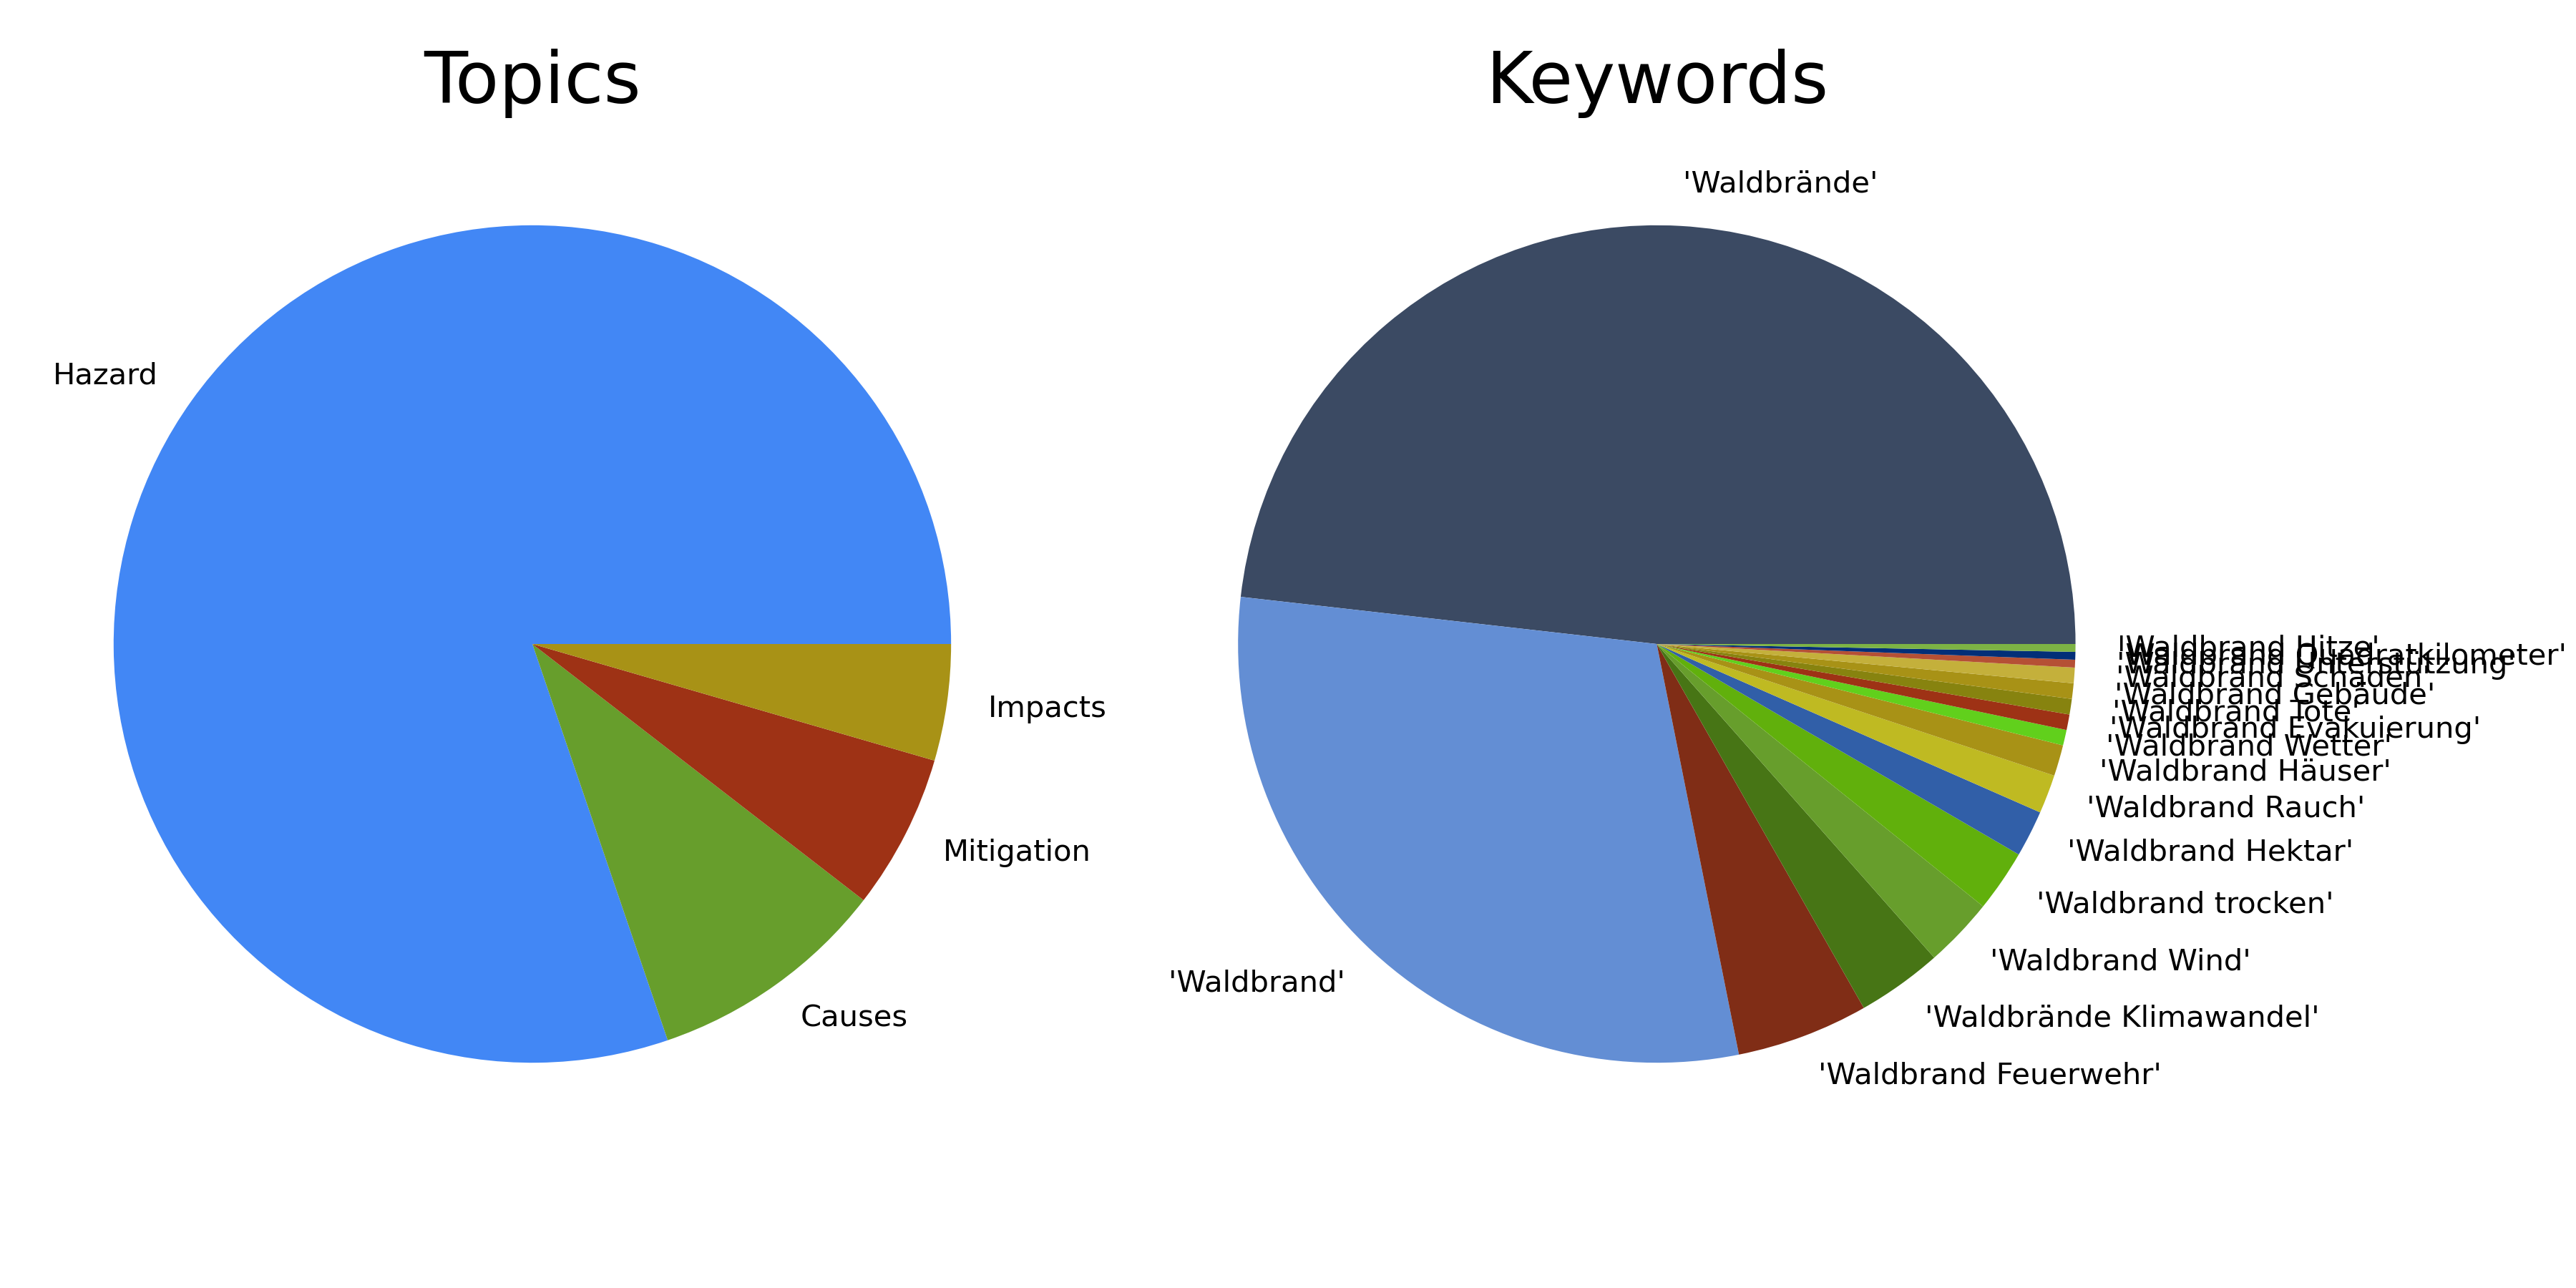 Topics
Keywords
'Waldbrände'
Hazard
Impacts
Mitigation
Causes
'Waldbrand'
'Waldbrand Feuerwehr'
'Waldbrände Klimawandel'
'Waldbrand Wind'
'Waldbrand trocken'
'Waldbrand Hektar'
'Waldbrand Rauch'
'Waldbrand Häuser'
'Waldbrand Wetter'
'Waldbrand Evakuierung'
'Waldbrand Tote'
'Waldbrand Gebäude'
'Waldbrand Schäden'
'Waldbrand Unterstützung'
'Waldbrand Quadratkilometer'
'Waldbrand Hitze'